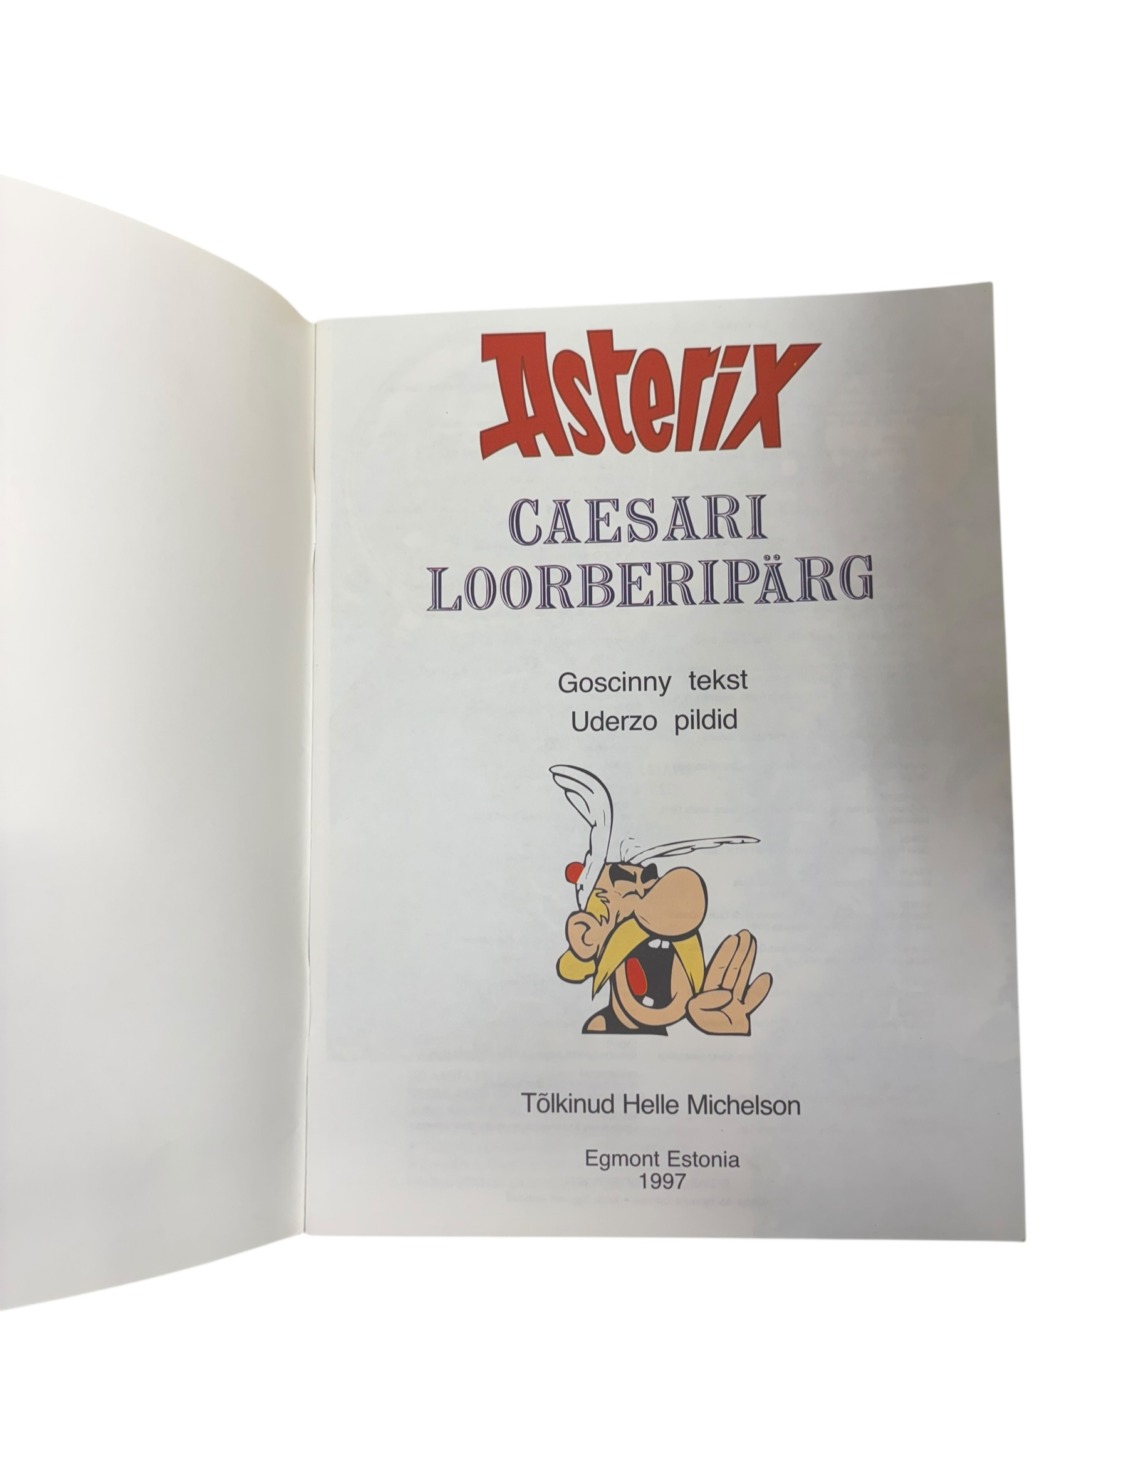 Asterix
CAESARI
LOORBERIPÄRG
Goscinny tekst
Uderzo pildid
Tõlkinud Helle Michelson
Egmont Estonia
1997